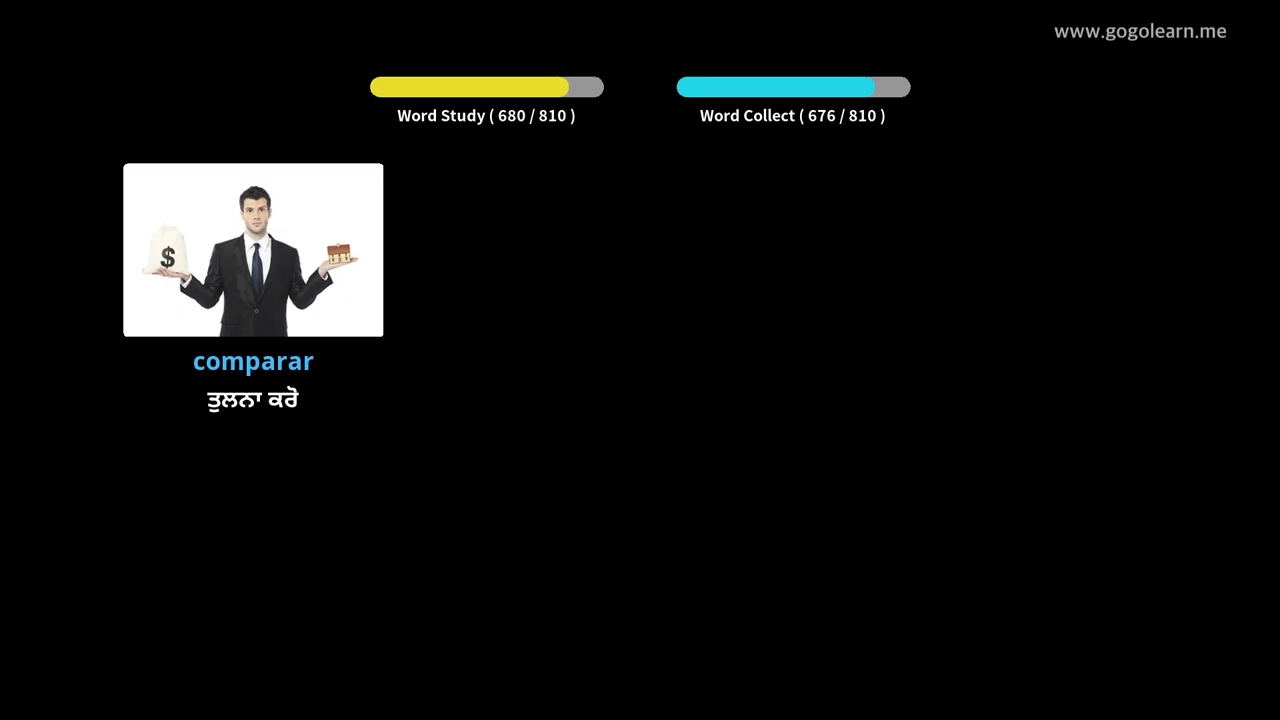 www.gogolearn.me
Word Study ( 680 / 810 )
Word Collect ( 676 / 810 )
$
comparar
ਤੁਲਨਾ ਕਰੋ